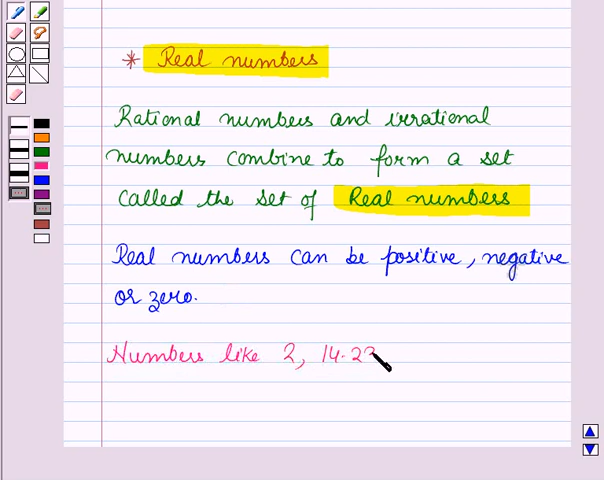 * Real numbers
Rational numbers and irrational
numbers combine to form a set
called the set of Real numbers
Real numbers can be positive, negative
or zero.
Numbers like 2, 14.2